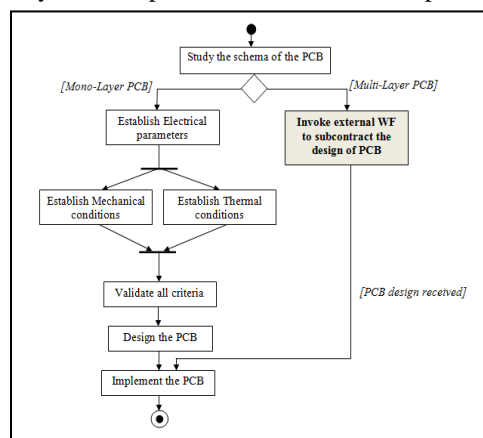 Study the schema of the PCB
[Mono-Layer PCB]
[Multi-Layer PCB]
Establish Electrical
parameters
Invoke external WF
to subcontract the
design of PCB
Establish Mechanical
conditions
Establish Thermal
conditions
Validate all criteria
[PCB design received]
Design the PCB
Implement the PCB